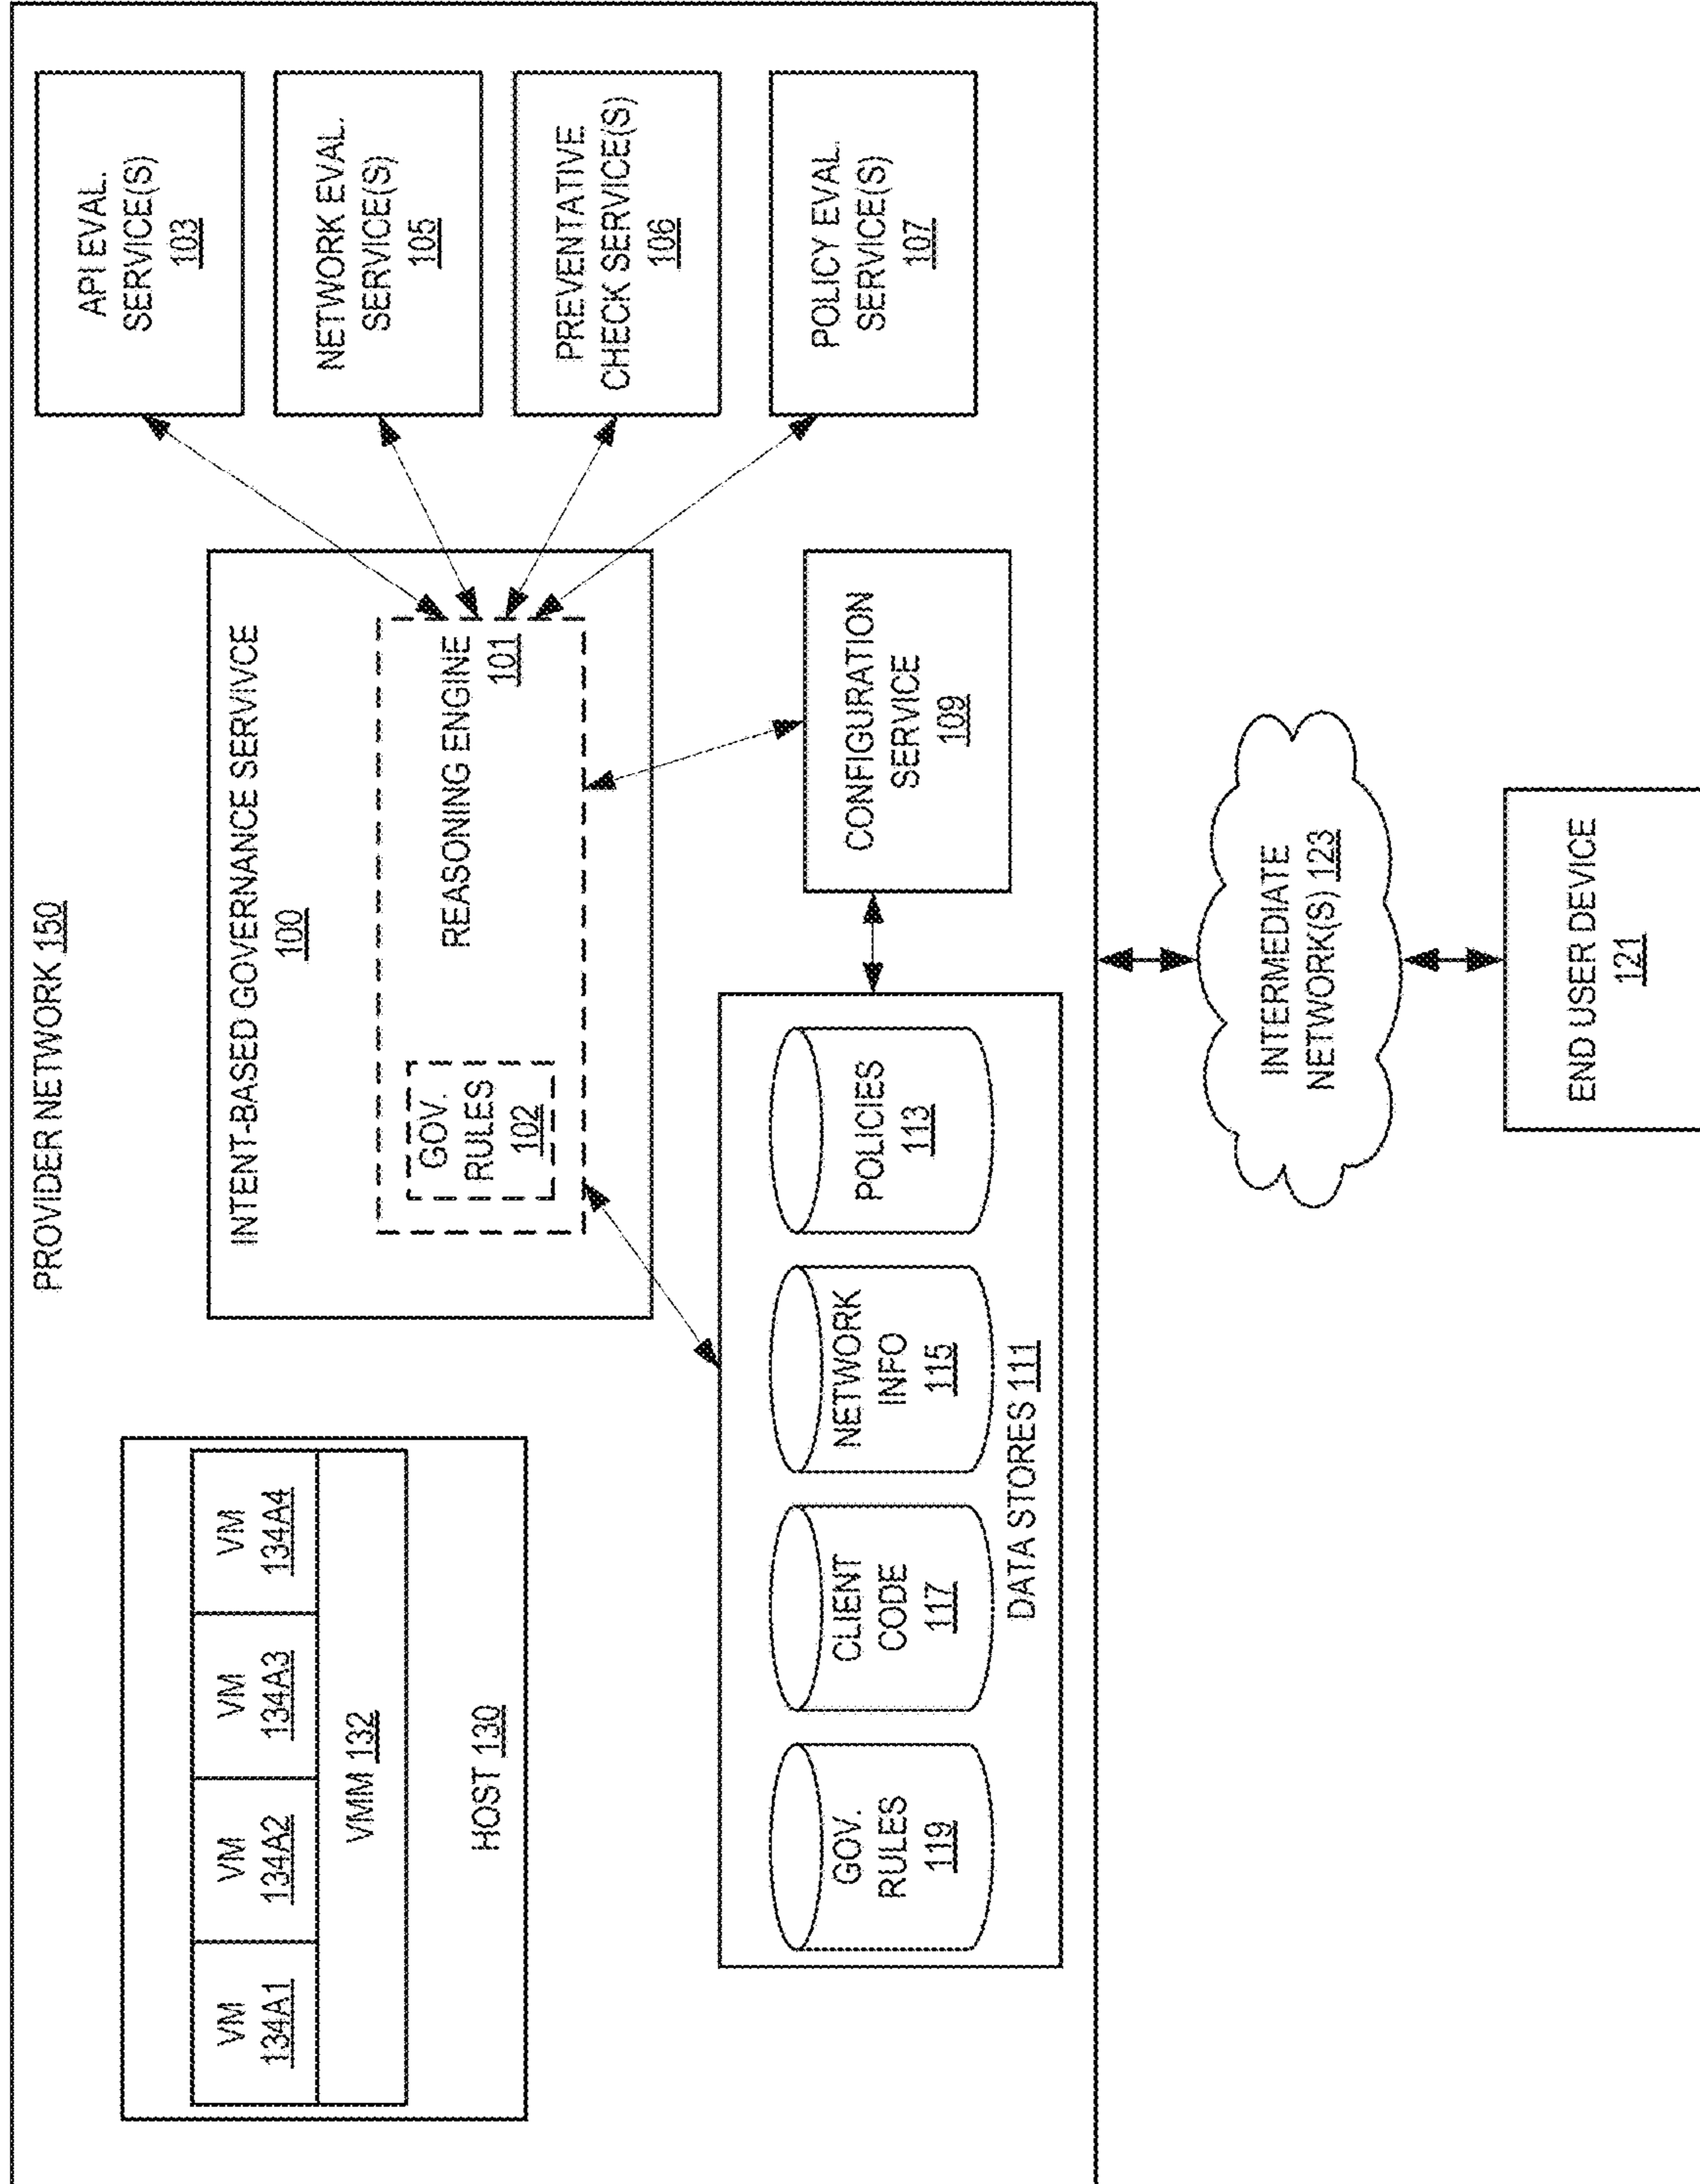 PROVIDER NETWORK 150
VM
134A1
VM
134A2
VM
134A3
VM
134A4
VMM 132
HOST 130
INTENT-BASED GOVERNANCE SERVIVCE
100
REASONING ENGINE
101
GOV.
RULES
102
API EVAL.
SERVICE(S)
103
NETWORK EVAL.
SERVICE(S)
105
PREVENTATIVE
CHECK SERVICE(S)
106
POLICY EVAL.
SERVICE(S)
107
GOV.
RULES
119
CLIENT
CODE
117
NETWORK
INFO
115
POLICIES
113
DATA STORES 111
CONFIGURATION
SERVICE
109
INTERMEDIATE
NETWORK(S) 123
END USER DEVICE
121